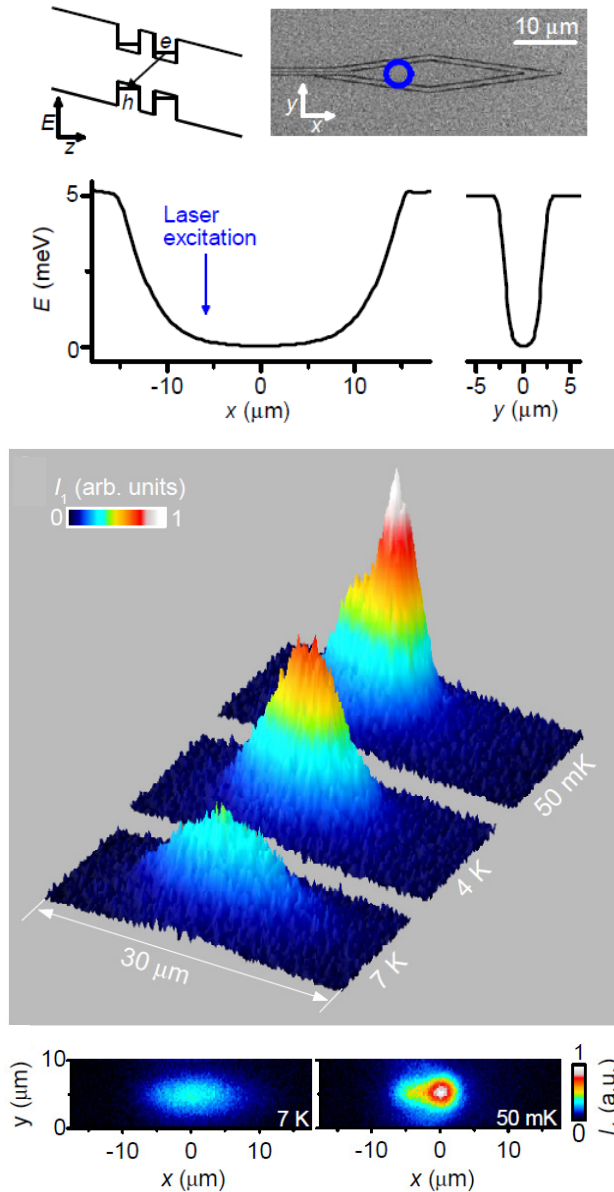 e
h
E
z
10 μm
y
x
5
0
E (meV)
Laser
excitation
-10 0 10
x (μm)
-5 0 5
y (μm)
I₁ (arb. units)
0 1
50 mK
4 K
7 K
30 μm
10
0
y (μm)
7 K
50 mK
1
0
I₁ (a.u.)
-10 0 10
x (μm)
-10 0 10
x (μm)